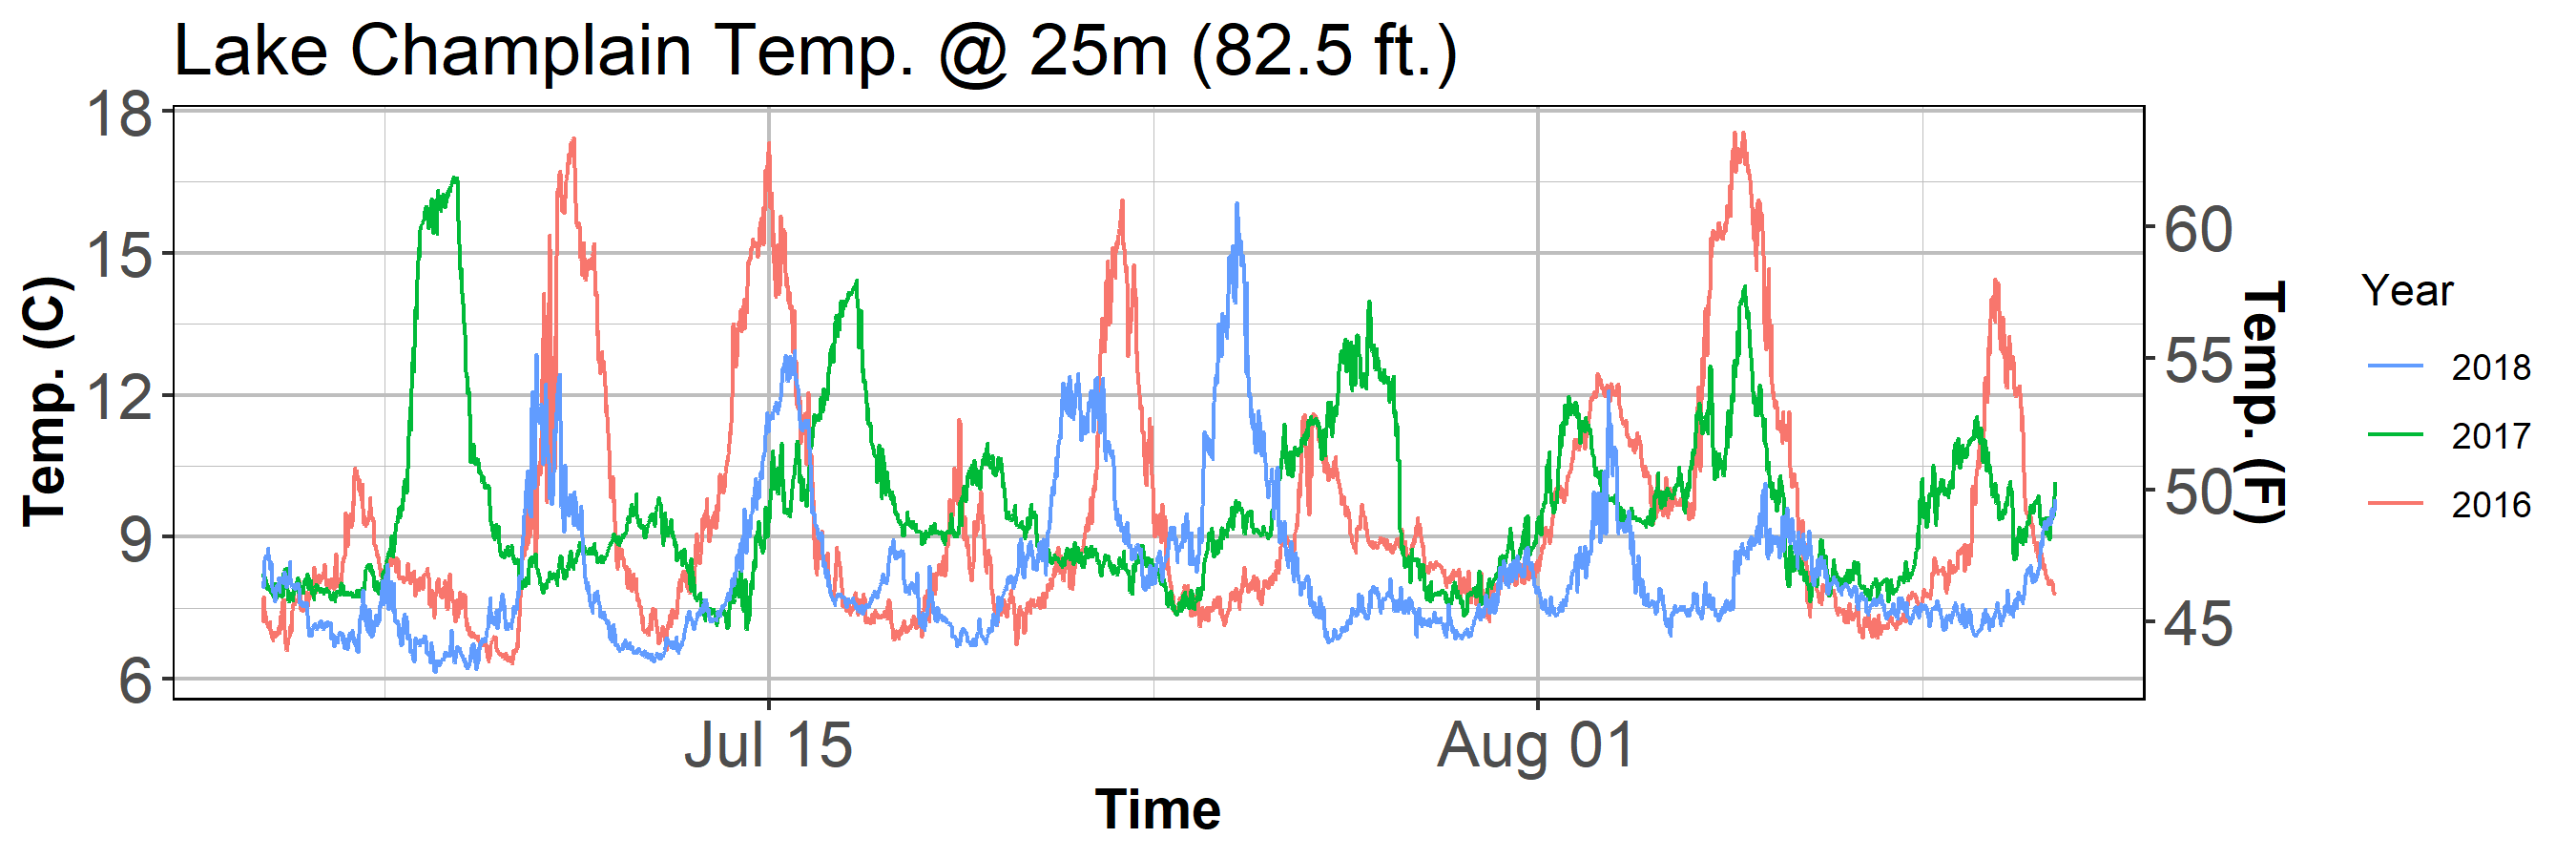 Lake Champlain Temp. @ 25m (82.5 ft.)
18
15
12
9
6
Temp. (C)
60
55
50
45
Temp. (F)
Jul 15
Aug 01
Time
Year
2018
2017
2016